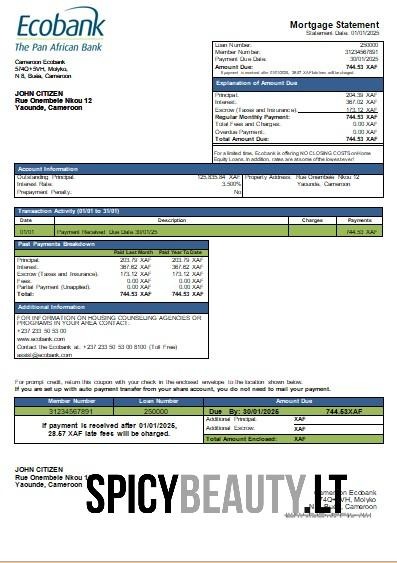 Ecobank
The Pan African Bank
Mortgage Statement
Statement Date: 01/01/2025
Cameroon Ecobank
574Q+5VH, Molyko,
N 8, Buéa, Cameroon
Loan Number: 250000
Member Number: 31234567891
Payment Due Date: 30/01/2025
Amount Due: 744.53 XAF
If payment is received after 01/01/2025, 28.57 XAF late fees will be charged.
JOHN CITIZEN
Rue Onembele Nkou 12
Yaounde, Cameroon
Explanation of Amount Due
Principal: 204.39 XAF
Interest: 367.02 XAF
Escrow (Taxes and Insurance): 173.12 XAF
Regular Monthly Payment: 744.53 XAF
Total Fees and Charges: 0.00 XAF
Overdue Payment: 0.00 XAF
Total Amount Due: 744.53 XAF
For a limited time, Ecobank is offering NO CLOSING COSTS on Home
Equity Loans. In addition, rates are at some of the lowest ever!
Account Information
Outstanding Principal: 125,835.84 XAF
Interest Rate: 3.500%
Prepayment Penalty: No
Property Address: Rue Onembele Nkou 12
Yaounde, Cameroon
Transaction Activity (01/01 to 31/01)
Date Description Charges Payments
01/01 Payment Received Due Date 30/01/25 744.53 XAF
Past Payments Breakdown
Paid Last Month Paid Year To Date
Principal: 203.79 XAF 203.79 XAF
Interest: 367.62 XAF 367.62 XAF
Escrow (Taxes and Insurance): 173.12 XAF 173.12 XAF
Fees: 0.00 XAF 0.00 XAF
Partial Payment (Unapplied): 0.00 XAF 0.00 XAF
Total: 744.53 XAF 744.53 XAF
Additional Information
FOR INFORMATION ON HOUSING COUNSELING AGENCIES OR
PROGRAMS IN YOUR AREA CONTACT:
+237 233 50 53 00
www.ecobank.com
Contact the Ecobank at: +237 233 50 53 00 8100 (Toll Free)
assist@ecobank.com
For prompt credit, return this coupon with your check in the enclosed envelope to the location shown below.
If you are set up with auto payment transfer from your share account, you do not need to mail your payment.
Member Number Loan Number Amount Due
31234567891 250000 Due By: 30/01/2025 744.53XAF
If payment is received after 01/01/2025,
28.57 XAF late fees will be charged.
Additional Principal: XAF
Additional Escrow: XAF
Total Amount Enclosed: XAF
JOHN CITIZEN
Rue Onembele Nkou 12
Yaounde, Cameroon
SPICYBEAUTY.LT
Cameroon Ecobank
574Q+5VH, Molyko
N 8, Buéa, Cameroon